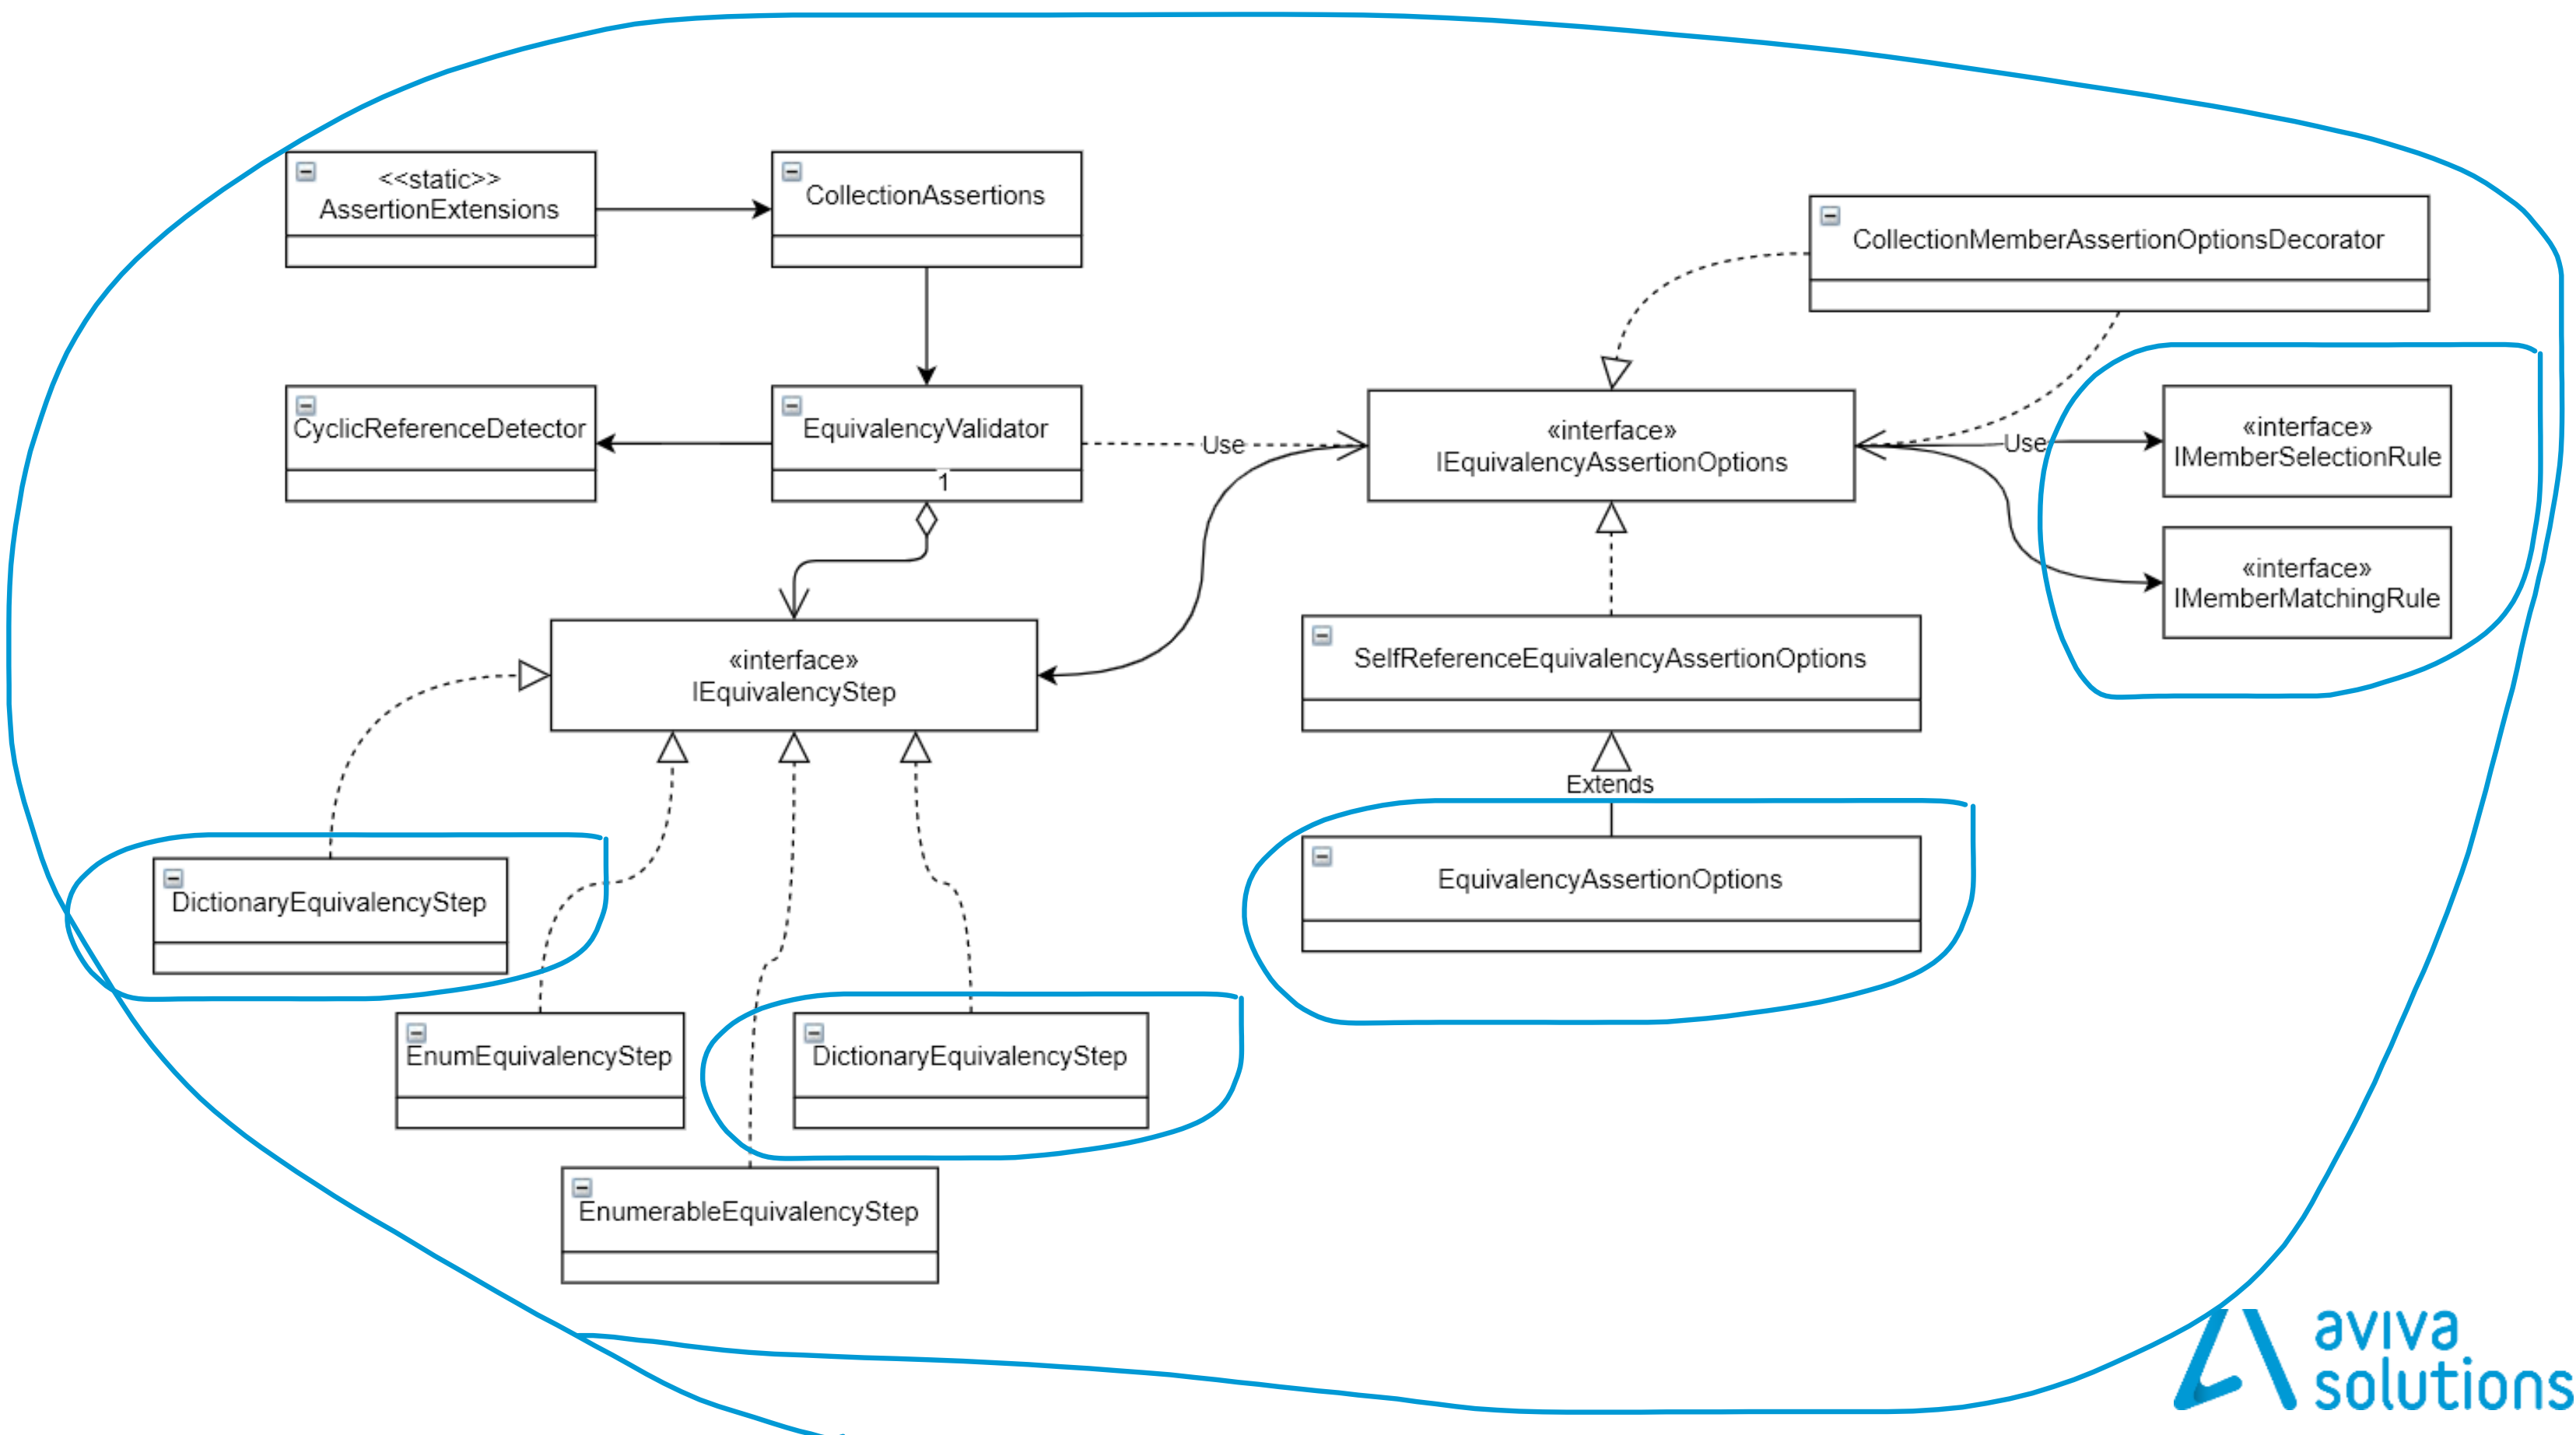 <<static>>
AssertionExtensions
CollectionAssertions
CollectionMemberAssertionOptionsDecorator
CyclicReferenceDetector
EquivalencyValidator
1
Use
«interface»
IEquivalencyAssertionOptions
Use
«interface»
IMemberSelectionRule
«interface»
IMemberMatchingRule
«interface»
IEquivalencyStep
SelfReferenceEquivalencyAssertionOptions
Extends
DictionaryEquivalencyStep
EquivalencyAssertionOptions
EnumEquivalencyStep
DictionaryEquivalencyStep
EnumerableEquivalencyStep
aviva
solutions